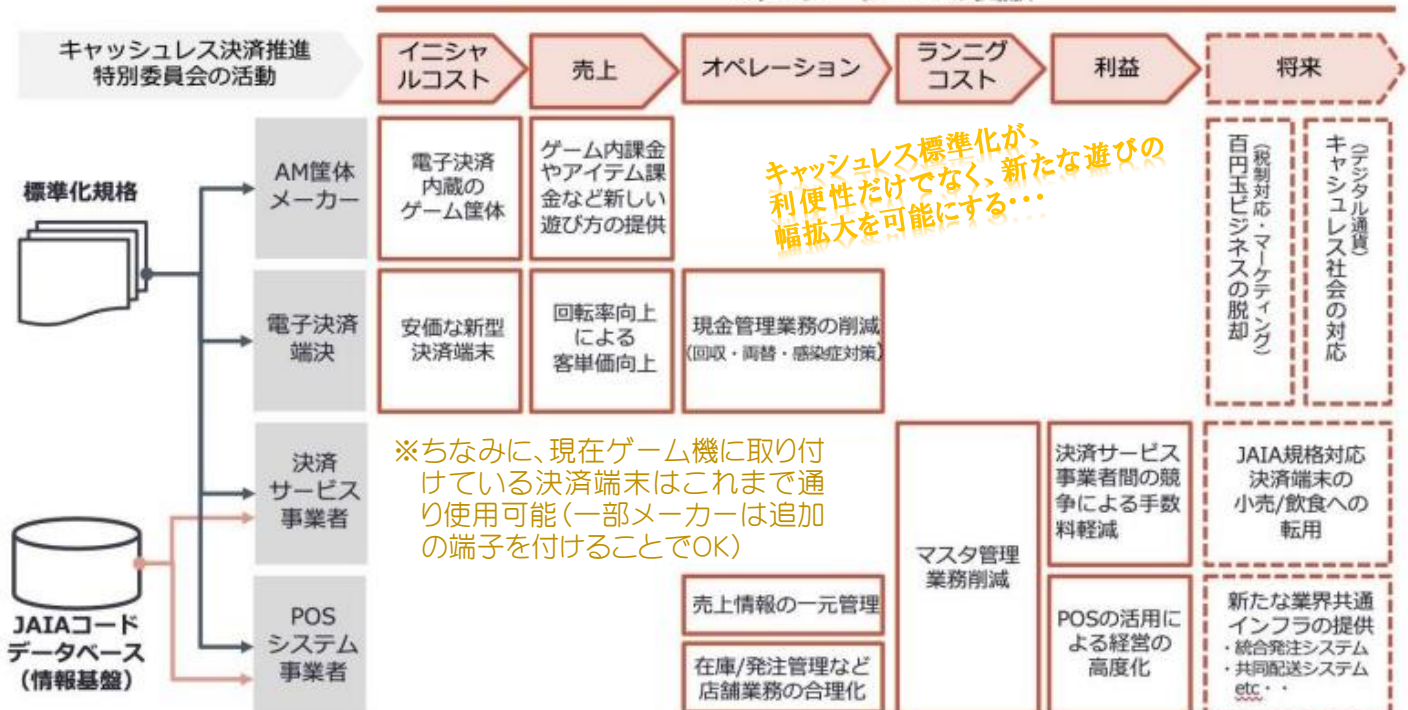 キャッシュレス決済推進
特別委員会の活動
イニシャ
ルコスト
売上
オペレーション
ランニグ
コスト
利益
将来
標準化規格
JAIAコード
データベース
(情報基盤)
AM筐体
メーカー
電子決済
内蔵の
ゲーム筐体
ゲーム内課金
やアイテム課
金など新しい
遊び方の提供
キャッシュレス標準化が、
利便性だけでなく、新たな遊びの
幅拡大を可能にする・・・
(税制対応・マーケティング)
百円玉ビジネスの脱却
(デジタル通貨)
キャシュレス社会の対応
電子決済
端決
安価な新型
決済端末
回転率向上
による
客単価向上
現金管理業務の削減
(回収・両替・感染症対策)
決済
サービス
事業者
※ちなみに、現在ゲーム機に取り付
けている決済端末はこれまで通
り使用可能(一部メーカーは追加
の端子を付けることでOK)
マスタ管理
業務削減
決済サービス
事業者間の競
争による手数
料軽減
JAIA規格対応
決済端末の
小売/飲食への
転用
POS
システム
事業者
売上情報の一元管理
在庫/発注管理など
店舗業務の合理化
POSの活用に
よる経営の
高度化
新たな業界共通
インフラの提供
・統合発注システム
・共同配送システム
etc・・